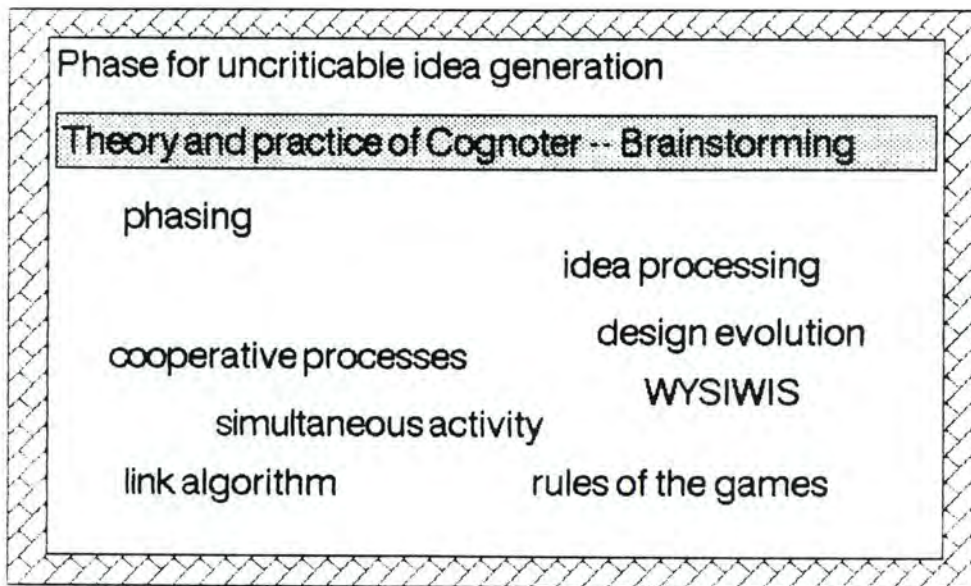 Phase for uncriticable idea generation
Theory and practice of Cognoter -- Brainstorming
phasing
idea processing
design evolution
cooperative processes
WYSIWIS
simultaneous activity
link algorithm
rules of the games